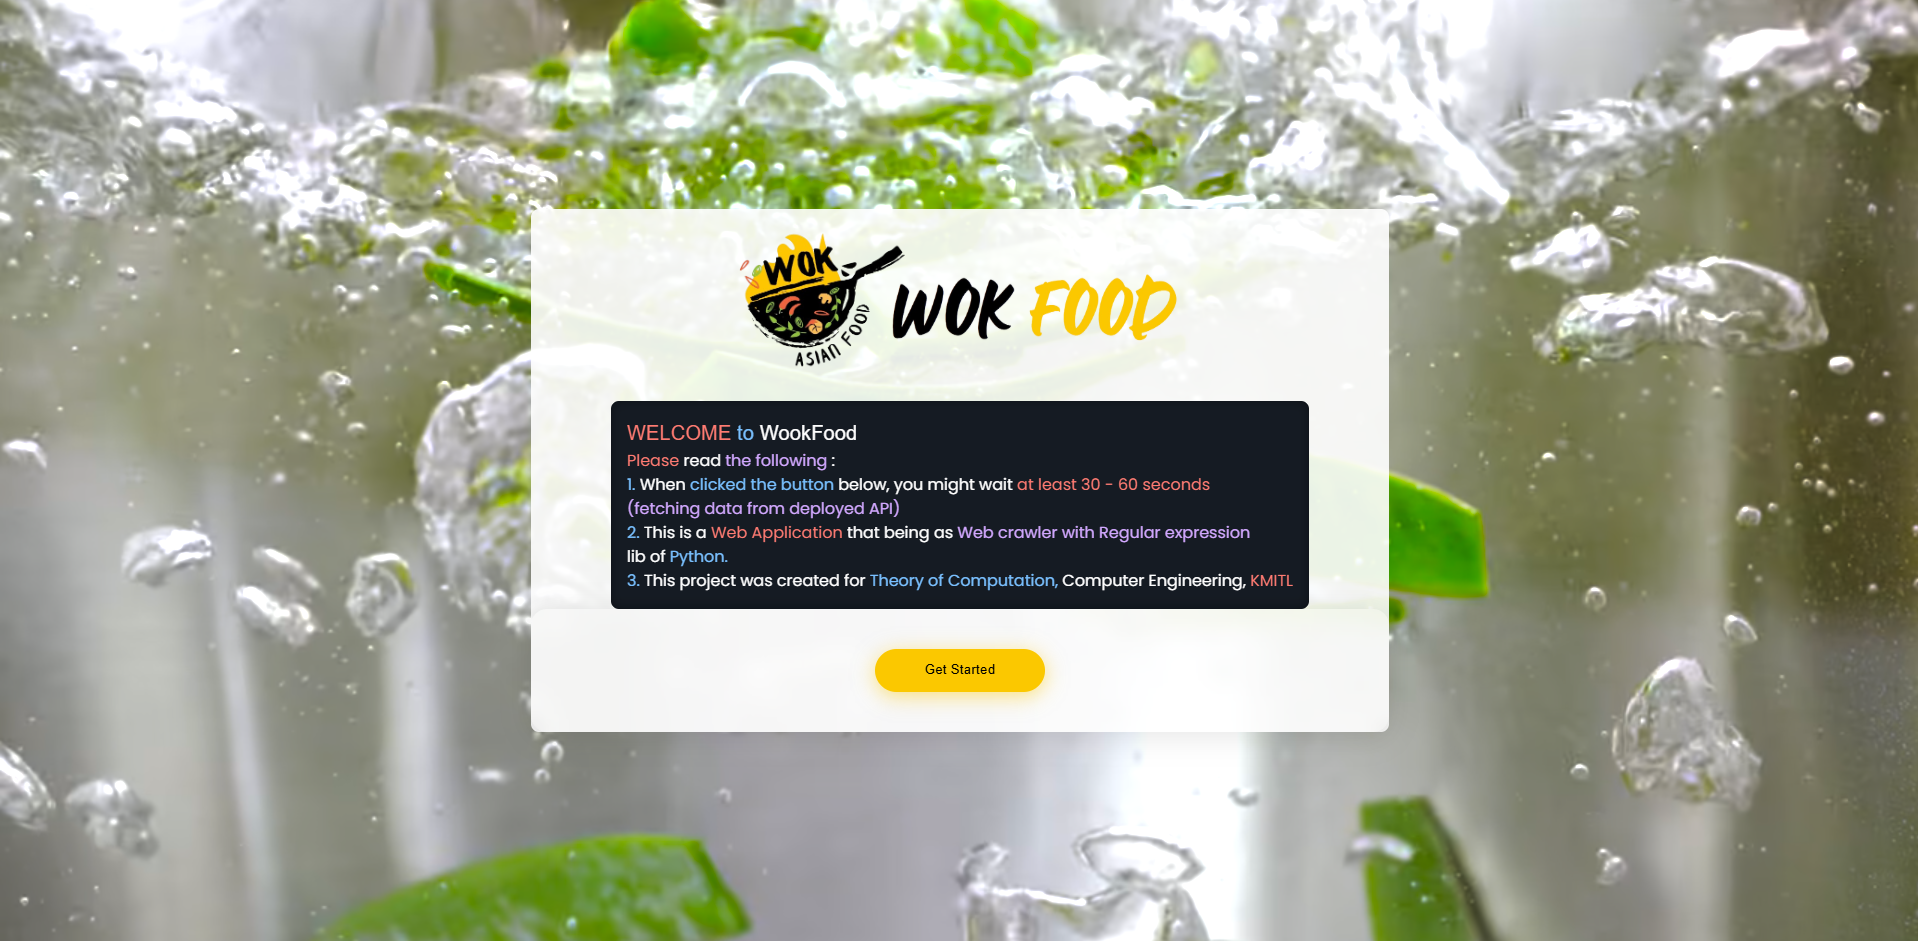 WOK
ASIAN FOOD
WOK FOOD
WELCOME to WookFood
Please read the following :
1. When clicked the button below, you might wait at least 30 - 60 seconds
(fetching data from deployed API)
2. This is a Web Application that being as Web crawler with Regular expression
lib of Python.
3. This project was created for Theory of Computation, Computer Engineering, KMITL
Get Started